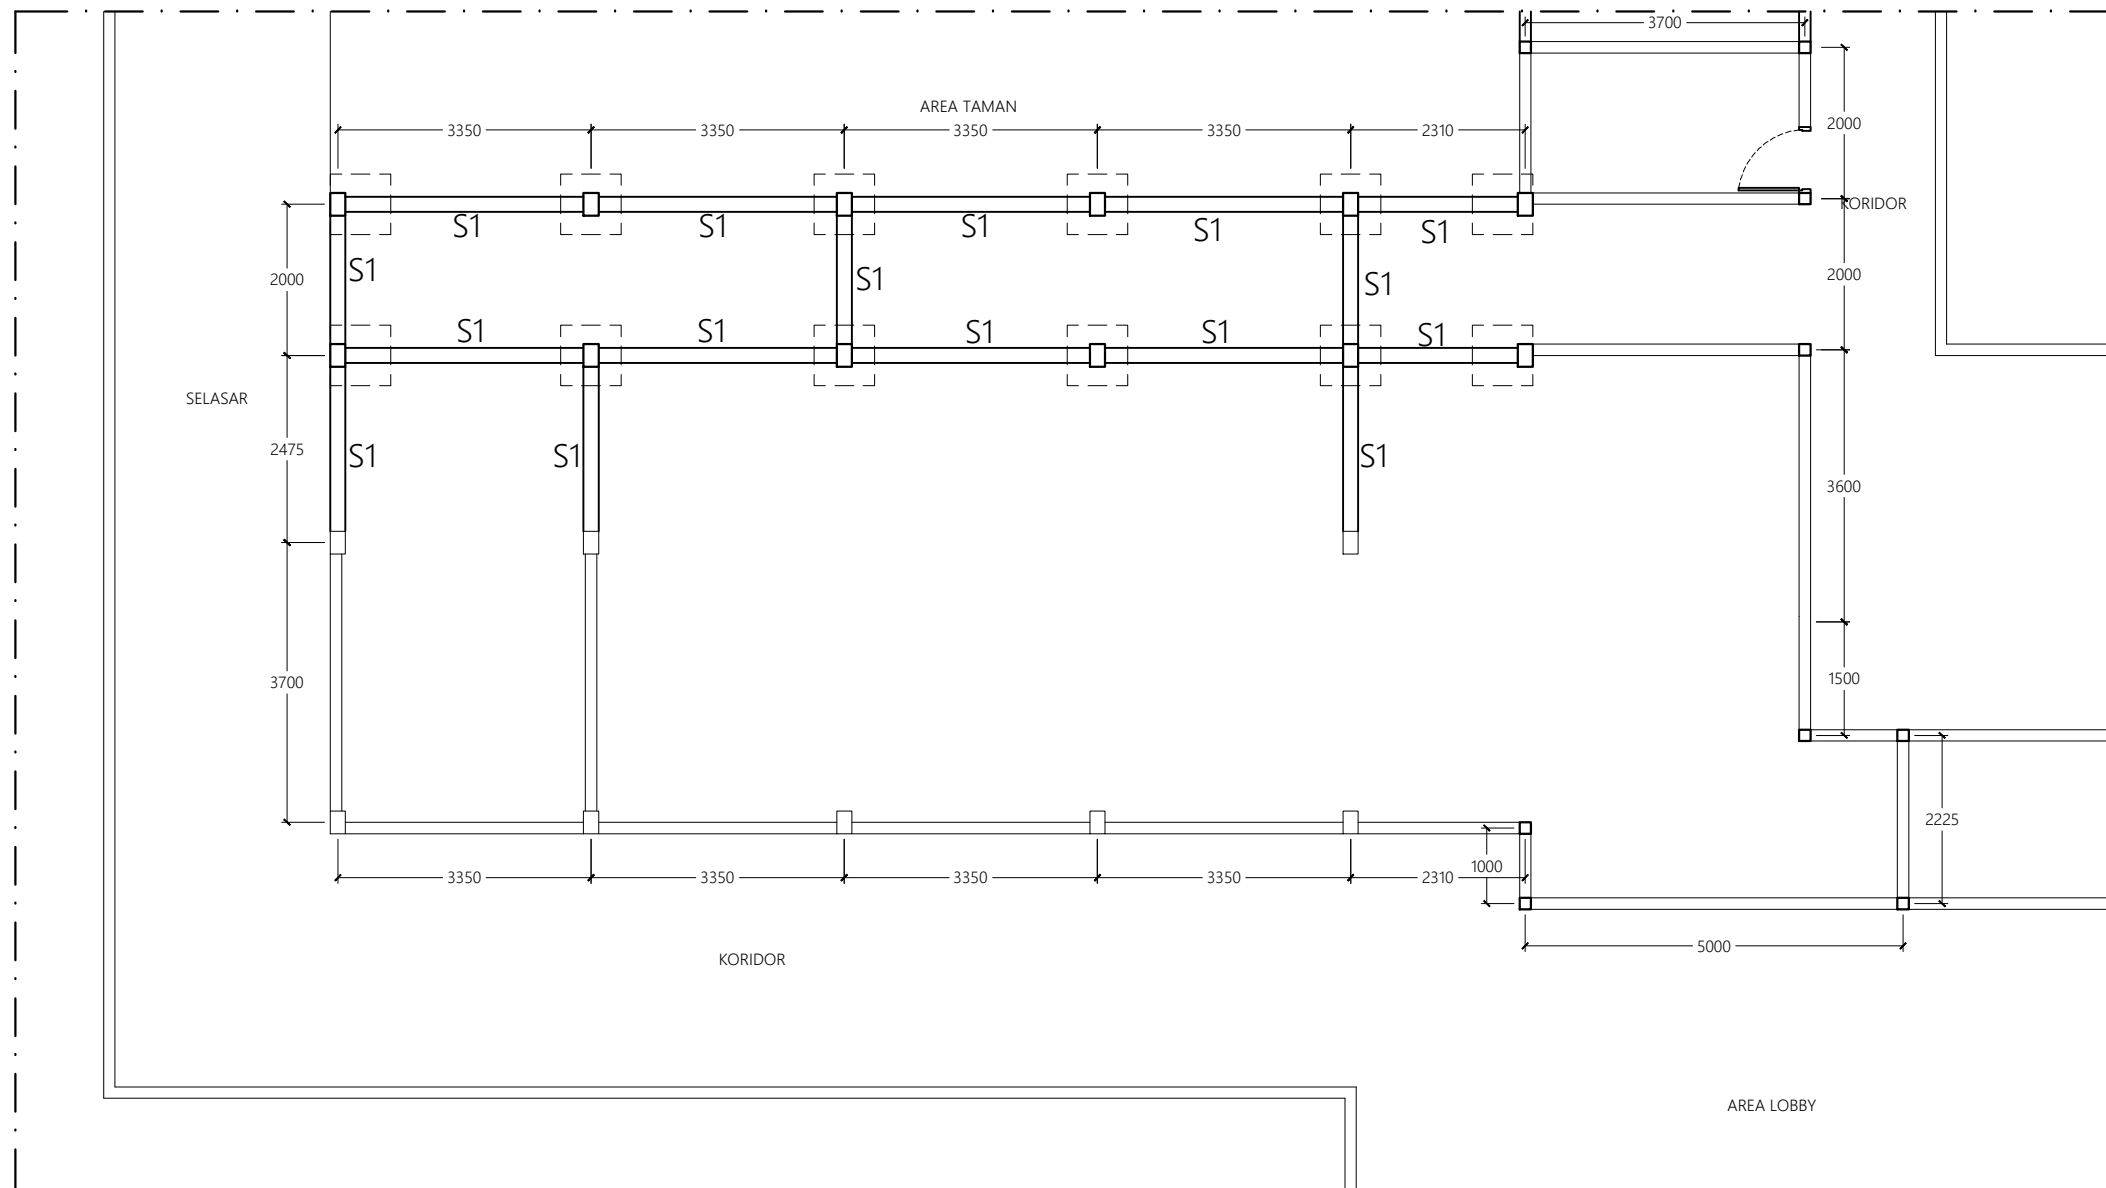 3700
AREA TAMAN
3350 3350 3350 3350 2310
2000
KORIDOR
S1 S1 S1 S1 S1
S1 S1 S1
2000 2000
S1 S1 S1 S1 S1
SELASAR
2475 S1 S1 S1
3600
3700 1500
2225
1000
3350 3350 3350 3350 2310
5000
KORIDOR
AREA LOBBY